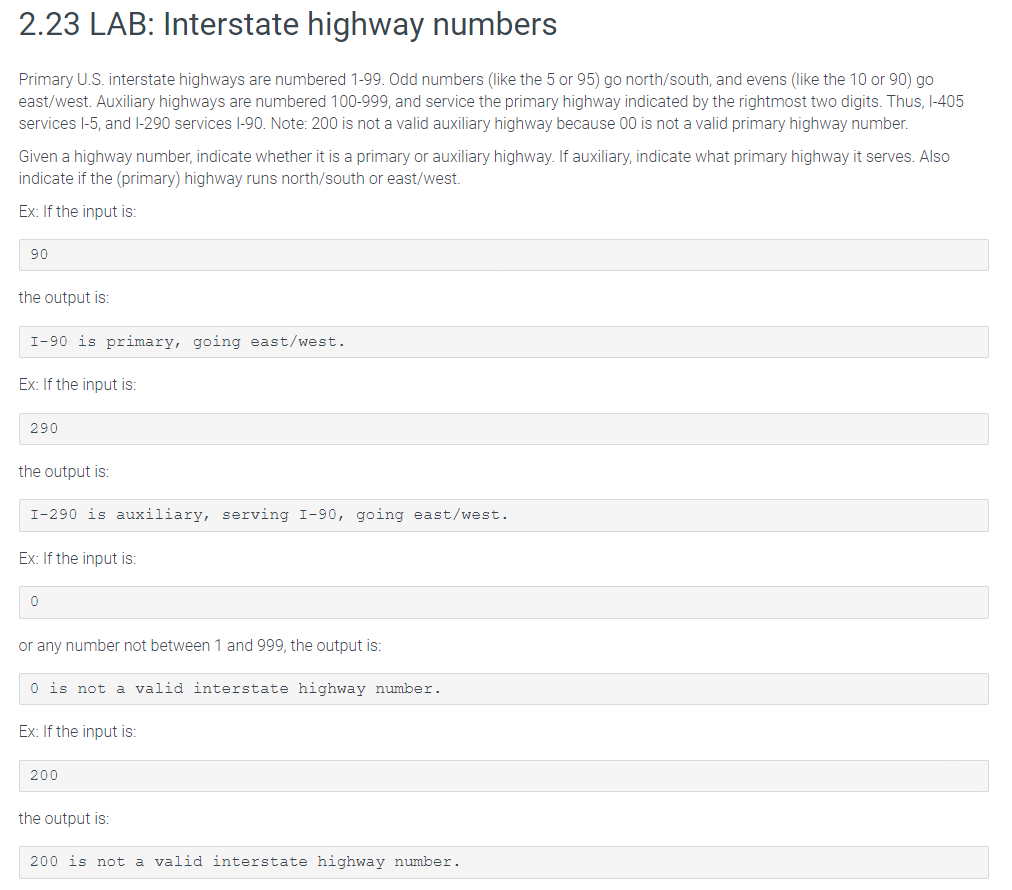 2.23 LAB: Interstate highway numbers
Primary U.S. interstate highways are numbered 1-99. Odd numbers (like the 5 or 95) go north/south, and evens (like the 10 or 90) go
east/west. Auxiliary highways are numbered 100-999, and service the primary highway indicated by the rightmost two digits. Thus, I-405
services I-5, and I-290 services I-90. Note: 200 is not a valid auxiliary highway because 00 is not a valid primary highway number.
Given a highway number, indicate whether it is a primary or auxiliary highway. If auxiliary, indicate what primary highway it serves. Also
indicate if the (primary) highway runs north/south or east/west.
Ex: If the input is:
90
the output is:
I-90 is primary, going east/west.
Ex: If the input is:
290
the output is:
I-290 is auxiliary, serving I-90, going east/west.
Ex: If the input is:
0
or any number not between 1 and 999, the output is:
0 is not a valid interstate highway number.
Ex: If the input is:
200
the output is:
200 is not a valid interstate highway number.